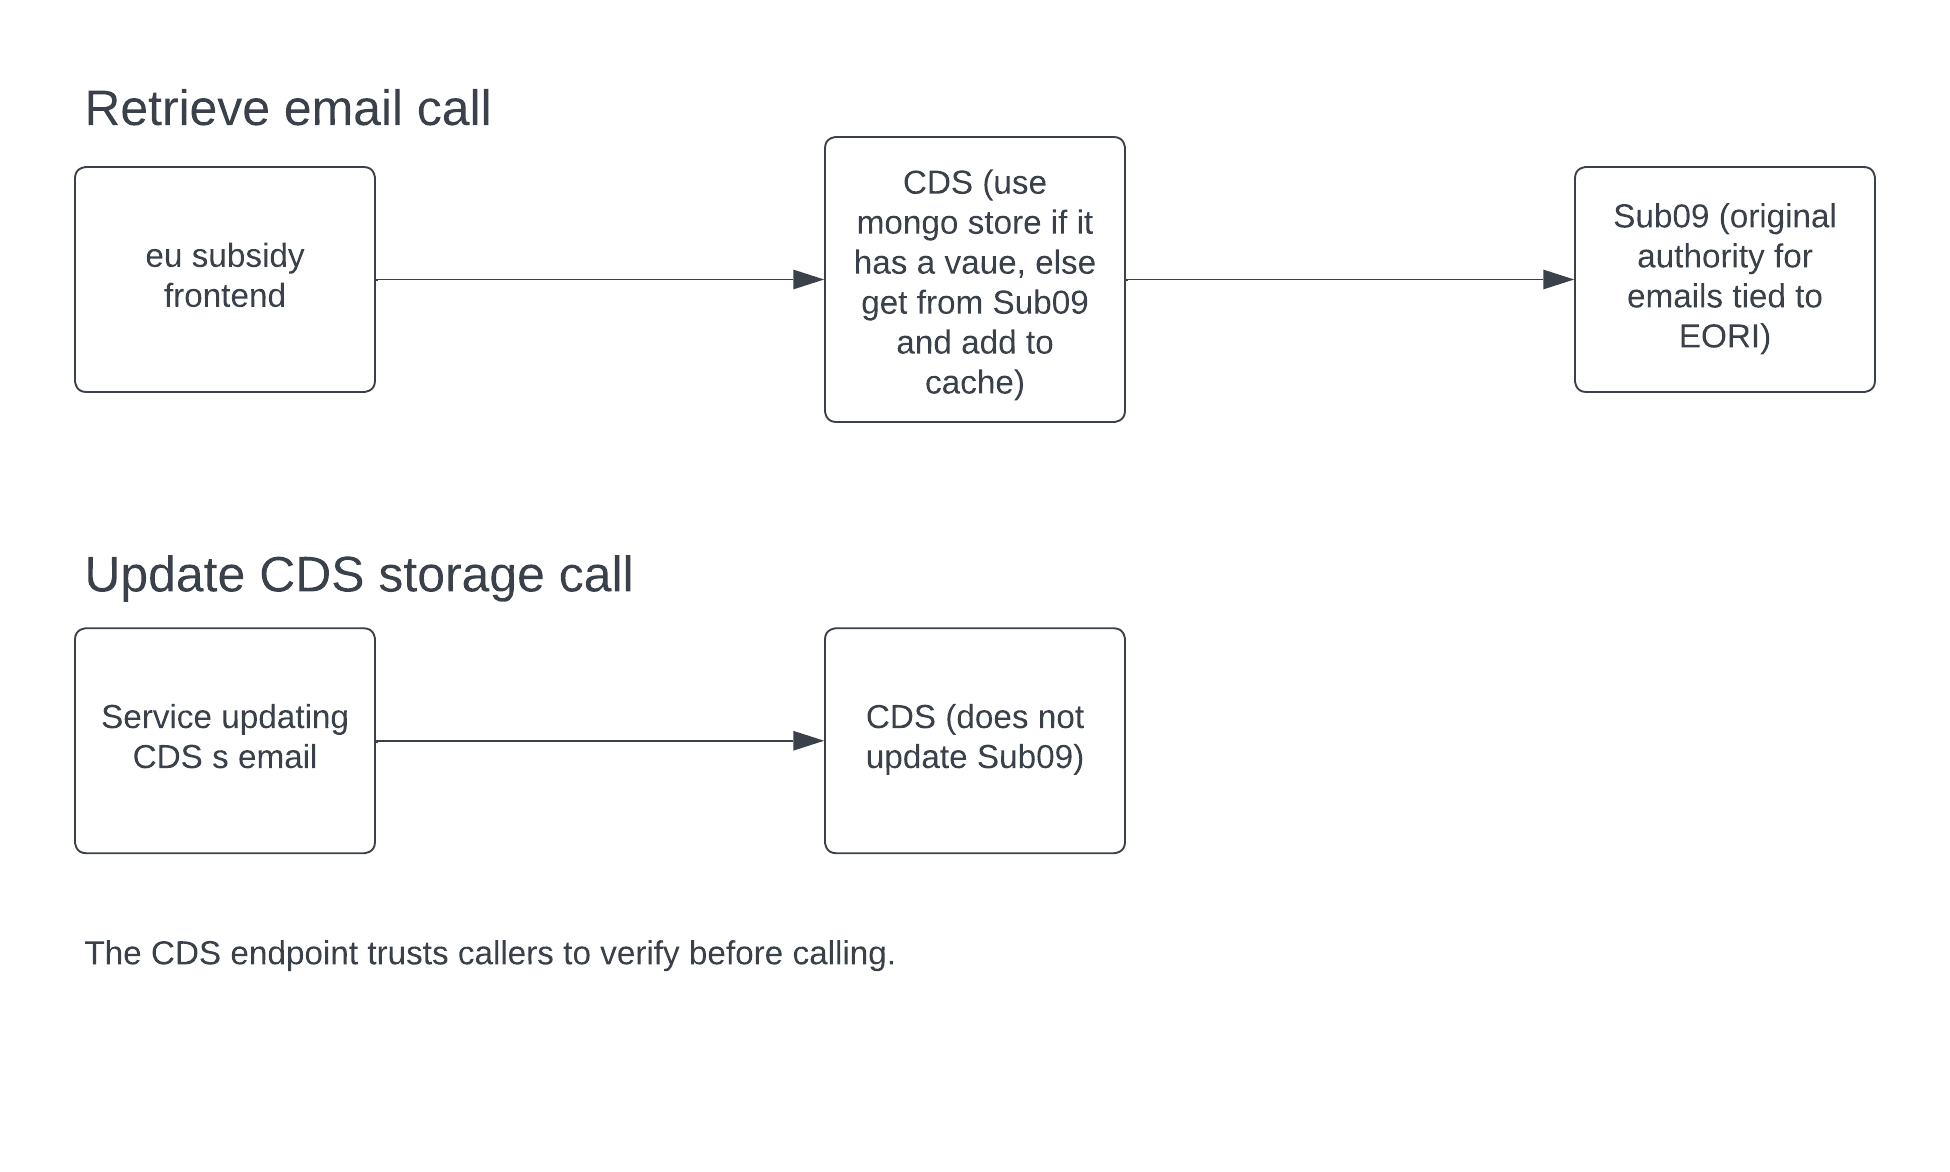 Retrieve email call
eu subsidy
frontend
CDS (use
mongo store if it
has a vaue, else
get from Sub09
and add to
cache)
Sub09 (original
authority for
emails tied to
EORI)
Update CDS storage call
Service updating
CDS s email
CDS (does not
update Sub09)
The CDS endpoint trusts callers to verify before calling.